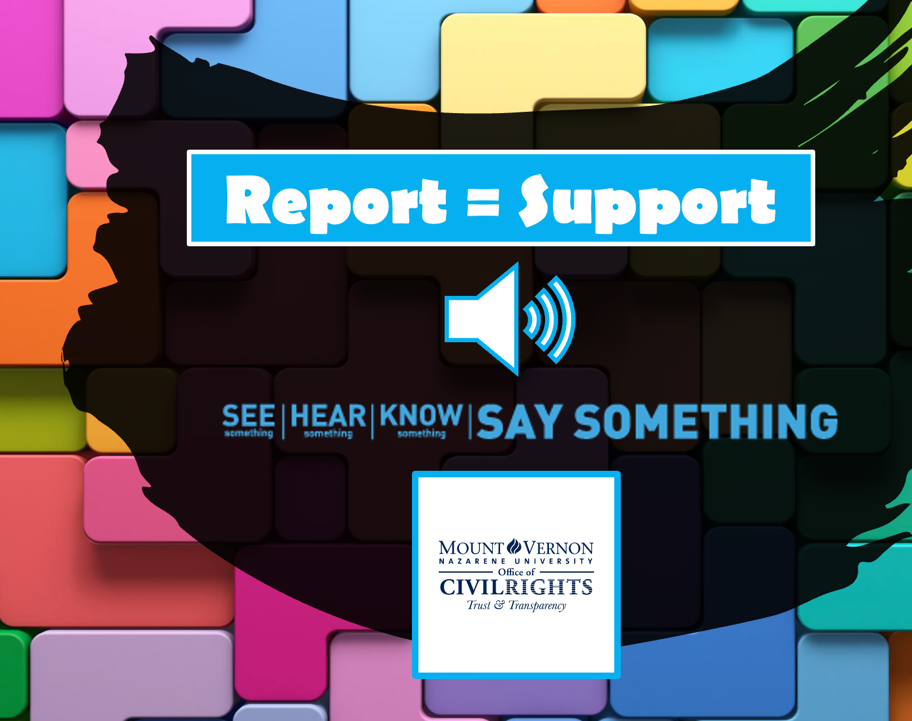 Report = Support
SEE something | HEAR something | KNOW something | SAY SOMETHING
MOUNT VERNON
NAZARENE UNIVERSITY
Office of
CIVILRIGHTS
Trust & Transparency